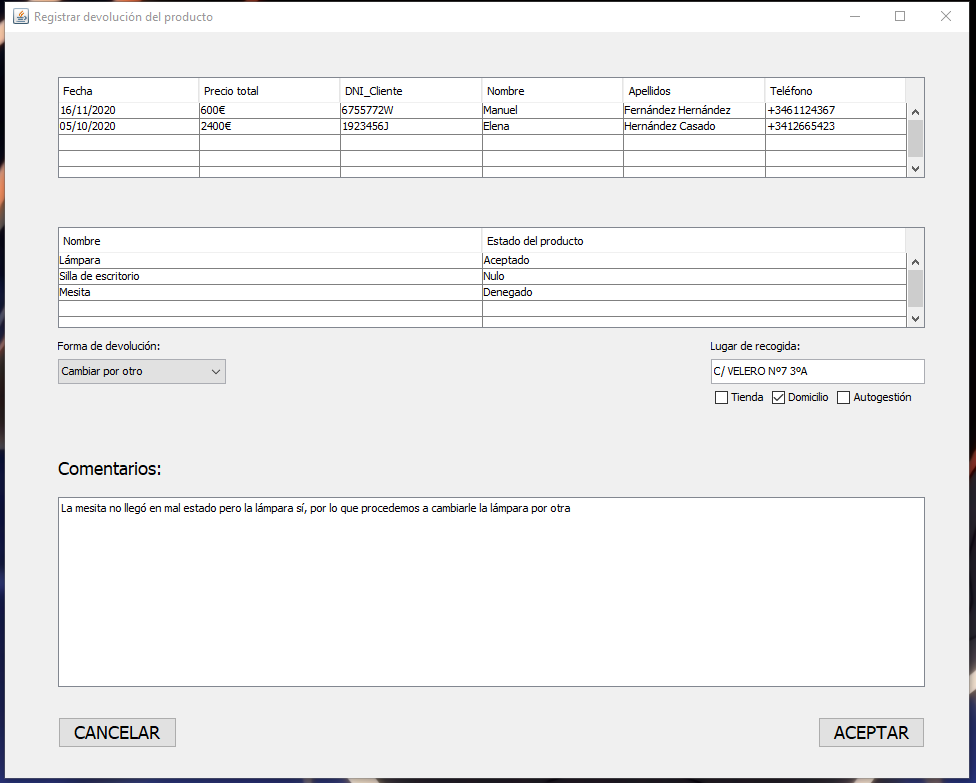 Registrar devolución del producto
Fecha Precio total DNI_Cliente Nombre Apellidos Teléfono
16/11/2020 600€ 6755772W Manuel Fernández Hernández +3461124367
05/10/2020 2400€ 1923456J Elena Hernández Casado +3412665423
Nombre Estado del producto
Lámpara Aceptado
Silla de escritorio Nulo
Mesita Denegado
Forma de devolución: Lugar de recogida:
Cambiar por otro C/ VELERO Nº7 3ºA
Tienda Domicilio Autogestión
Comentarios:
La mesita no llegó en mal estado pero la lámpara sí, por lo que procedemos a cambiarle la lámpara por otra
CANCELAR ACEPTAR